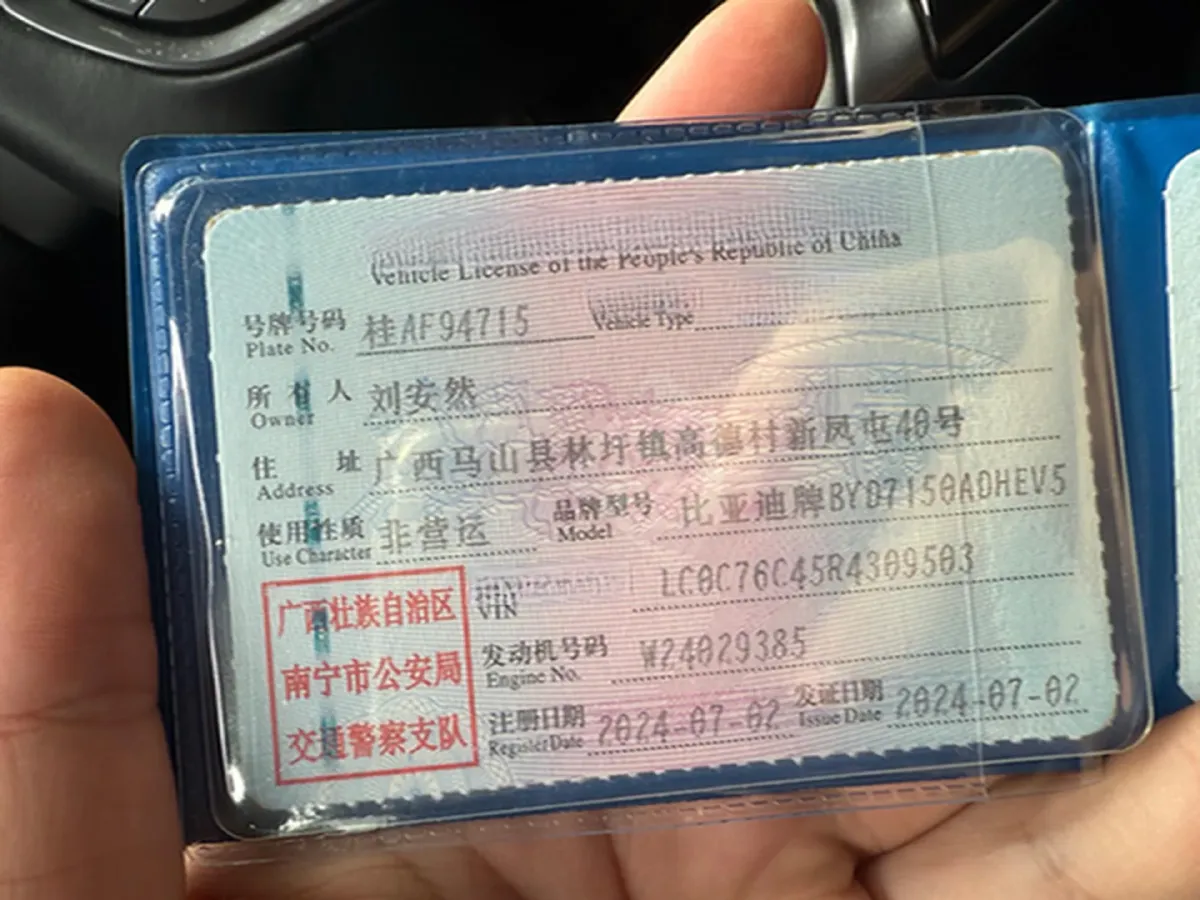 Vehicle License of the People's Republic of China
号牌号码 桂AF94715
Plate No. Vehicle Type
所有人 刘安然
Owner
住址 广西马山县林圩镇高德村新凤屯40号
Address
使用性质 非营运 品牌型号 比亚迪牌BYD7150ADHEV5
Use Character Model
LC0C76C45R4309503
VIN
广西壮族自治区
南宁市公安局
交通警察支队
发动机号码 W24029385
Engine No.
注册日期 2024-07-02 发证日期 2024-07-02
Register Date Issue Date